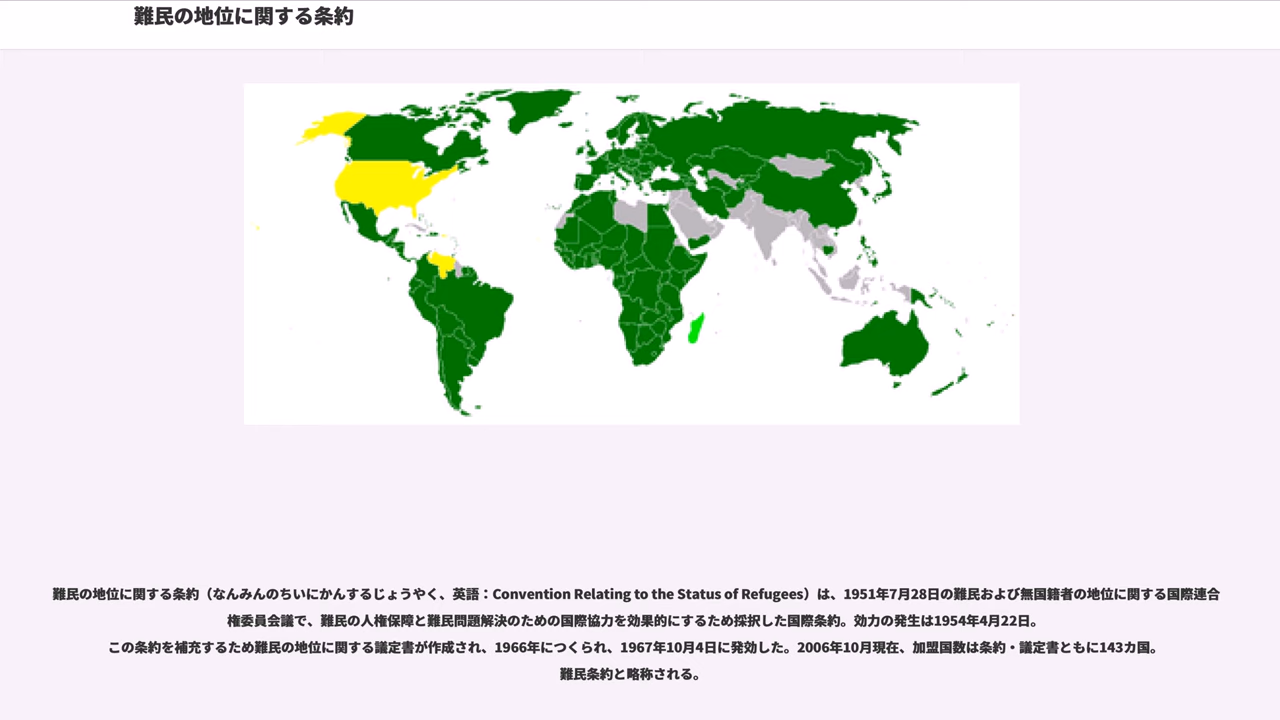 難民の地位に関する条約
難民の地位に関する条約（なんみんのちいにかんするじょうやく、英語：Convention Relating to the Status of Refugees）は、1951年7月28日の難民および無国籍者の地位に関する国際連合
権委員会議で、難民の人権保障と難民問題解決のための国際協力を効果的にするため採択した国際条約。効力の発生は1954年4月22日。
この条約を補充するため難民の地位に関する議定書が作成され、1966年につくられ、1967年10月4日に発効した。2006年10月現在、加盟国数は条約・議定書ともに143カ国。
難民条約と略称される。